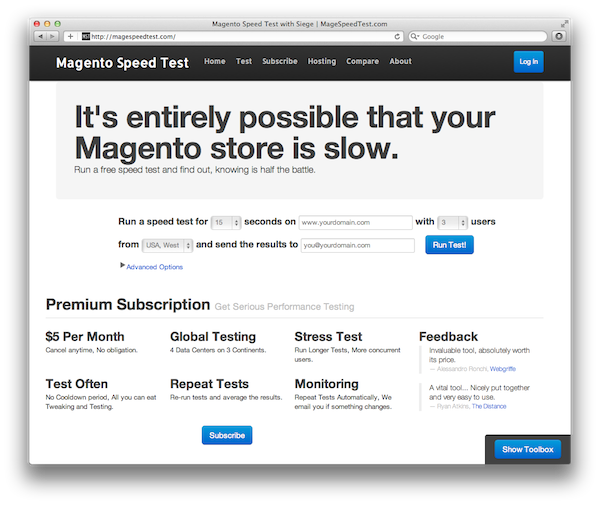 Magento Speed Test with Siege | MageSpeedTest.com
http://magespeedtest.com/
Google
Magento Speed Test Home Test Subscribe Hosting Compare About Log in
It's entirely possible that your
Magento store is slow.
Run a free speed test and find out, knowing is half the battle.
Run a speed test for 15 seconds on www.yourdomain.com with 3 users
from USA, West and send the results to you@yourdomain.com Run Test!
Advanced Options
Premium Subscription Get Serious Performance Testing
$5 Per Month
Cancel anytime, No obligation.
Global Testing
4 Data Centers on 3 Continents.
Stress Test
Run Longer Tests, More concurrent
users.
Feedback
Invaluable tool, absolutely worth
its price.
— Alessandro Ronchi, Webgriffe
Test Often
No Cooldown period, All you can eat
Tweaking and Testing.
Repeat Tests
Re-run tests and average the results.
Monitoring
Repeat Tests Automatically, We
email you if something changes.
A vital tool... Nicely put together
and very easy to use.
— Ryan Atkins, The Distance
Subscribe
Show Toolbox